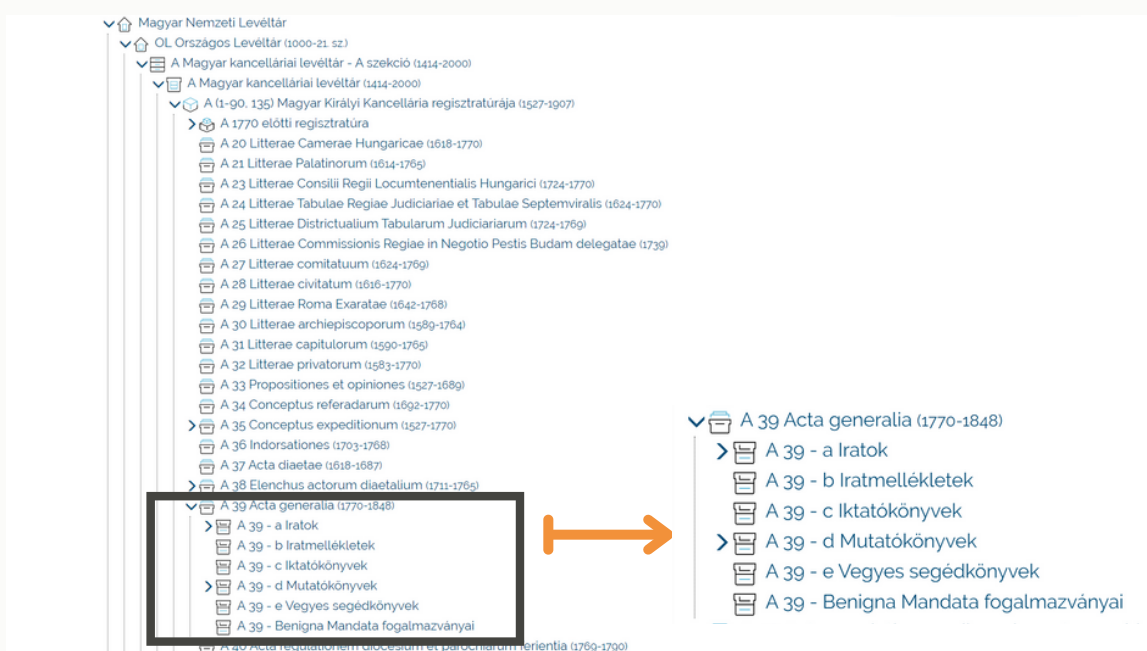 Magyar Nemzeti Levéltár
OL Országos Levéltár (1000-21. sz.)
A Magyar kancelláriai levéltár - A szekció (1414-2000)
A Magyar kancelláriai levéltár (1414-2000)
A (1-90, 135) Magyar Királyi Kancellária regisztratúrája (1527-1907)
A 1770 előtti regisztratúra
A 20 Litterae Camerae Hungaricae (1618-1770)
A 21 Litterae Palatinorum (1614-1765)
A 23 Litterae Consilii Regii Locumtenentialis Hungarici (1724-1770)
A 24 Litterae Tabulae Regiae Judiciariae et Tabulae Septemviralis (1624-1770)
A 25 Litterae Districtualium Tabularum Judiciariarum (1724-1769)
A 26 Litterae Commissionis Regiae in Negotio Pestis Budam delegatae (1739)
A 27 Litterae comitatuum (1624-1769)
A 28 Litterae civitatum (1616-1770)
A 29 Litterae Roma Exaratae (1642-1768)
A 30 Litterae archiepiscoporum (1589-1764)
A 31 Litterae capitulorum (1590-1765)
A 32 Litterae privatorum (1583-1770)
A 33 Propositiones et opiniones (1527-1689)
A 34 Conceptus referadarum (1692-1770)
A 35 Conceptus expeditionum (1527-1770)
A 36 Indorsationes (1703-1768)
A 37 Acta diaetae (1618-1687)
A 38 Elenchus actorum diaetalium (1711-1765)
A 39 Acta generalia (1770-1848)
A 39 - a Iratok
A 39 - b Iratmellékletek
A 39 - c Iktatókönyvek
A 39 - d Mutatókönyvek
A 39 - e Vegyes segédkönyvek
A 39 - Benigna Mandata fogalmazványai
A 40 Acta regulationem diocesium et parochiarum ferientia (1769-1790)
A 39 Acta generalia (1770-1848)
A 39 - a Iratok
A 39 - b Iratmellékletek
A 39 - c Iktatókönyvek
A 39 - d Mutatókönyvek
A 39 - e Vegyes segédkönyvek
A 39 - Benigna Mandata fogalmazványai